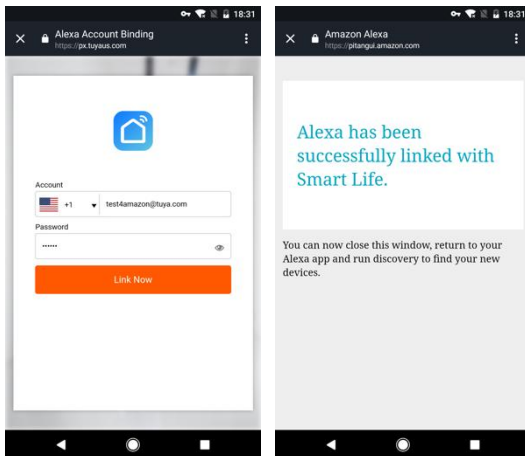 18:31
Alexa Account Binding
https://px.tuyaus.com
Account
+1 test4amazon@tuya.com
Password
••••••
Link Now
18:31
Amazon Alexa
https://pitangui.amazon.com
Alexa has been
successfully linked with
Smart Life.
You can now close this window, return to your
Alexa app and run discovery to find your new
devices.